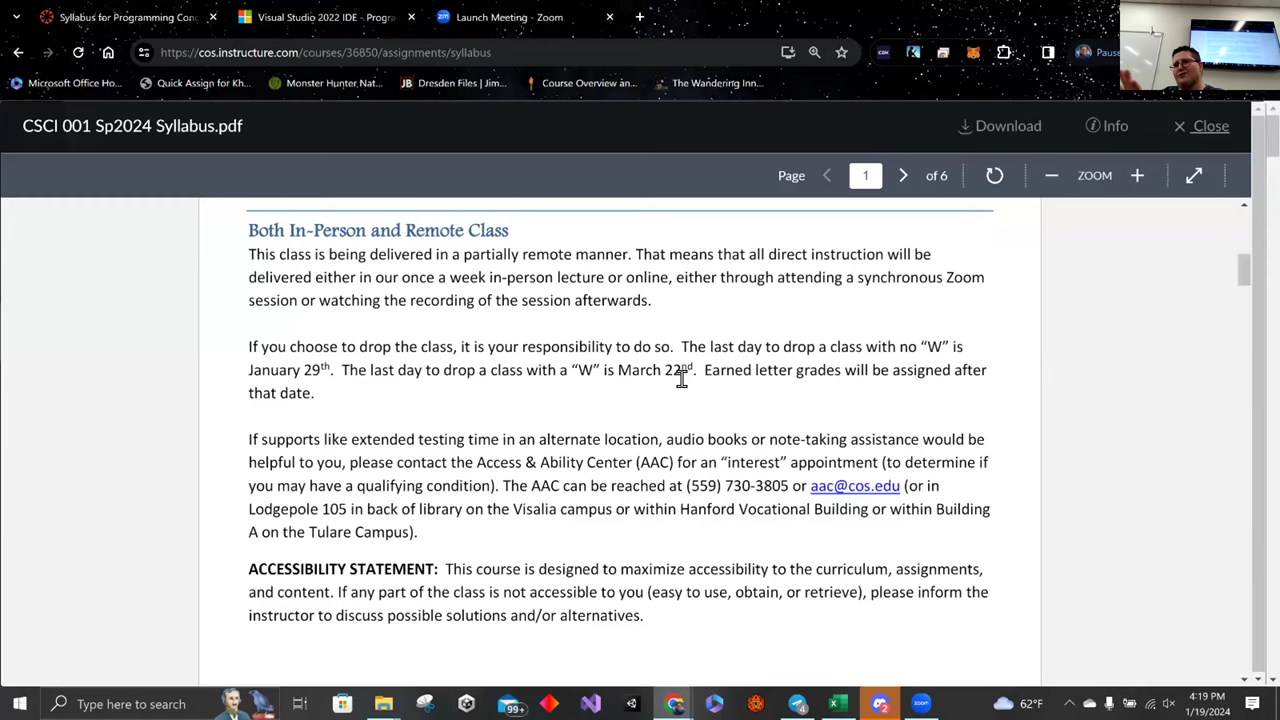 Syllabus for Programming Con
Visual Studio 2022 IDE - Progra
Launch Meeting - Zoom
https://cos.instructure.com/courses/36850/assignments/syllabus
Pause
Microsoft Office Ho...
Quick Assign for Kh...
Monster Hunter, Nat...
Dresden Files | Jim...
Course Overview an...
The Wandering Inn...
CSCI 001 Sp2024 Syllabus.pdf
Download
Info
Close
Page 1 of 6
ZOOM
Both In-Person and Remote Class
This class is being delivered in a partially remote manner. That means that all direct instruction will be
delivered either in our once a week in-person lecture or online, either through attending a synchronous Zoom
session or watching the recording of the session afterwards.
If you choose to drop the class, it is your responsibility to do so. The last day to drop a class with no “W” is
January 29th. The last day to drop a class with a “W” is March 22nd. Earned letter grades will be assigned after
that date.
If supports like extended testing time in an alternate location, audio books or note-taking assistance would be
helpful to you, please contact the Access & Ability Center (AAC) for an “interest” appointment (to determine if
you may have a qualifying condition). The AAC can be reached at (559) 730-3805 or aac@cos.edu (or in
Lodgepole 105 in back of library on the Visalia campus or within Hanford Vocational Building or within Building
A on the Tulare Campus).
ACCESSIBILITY STATEMENT: This course is designed to maximize accessibility to the curriculum, assignments,
and content. If any part of the class is not accessible to you (easy to use, obtain, or retrieve), please inform the
instructor to discuss possible solutions and/or alternatives.
Type here to search
99+
4
62°F
4:19 PM
1/19/2024